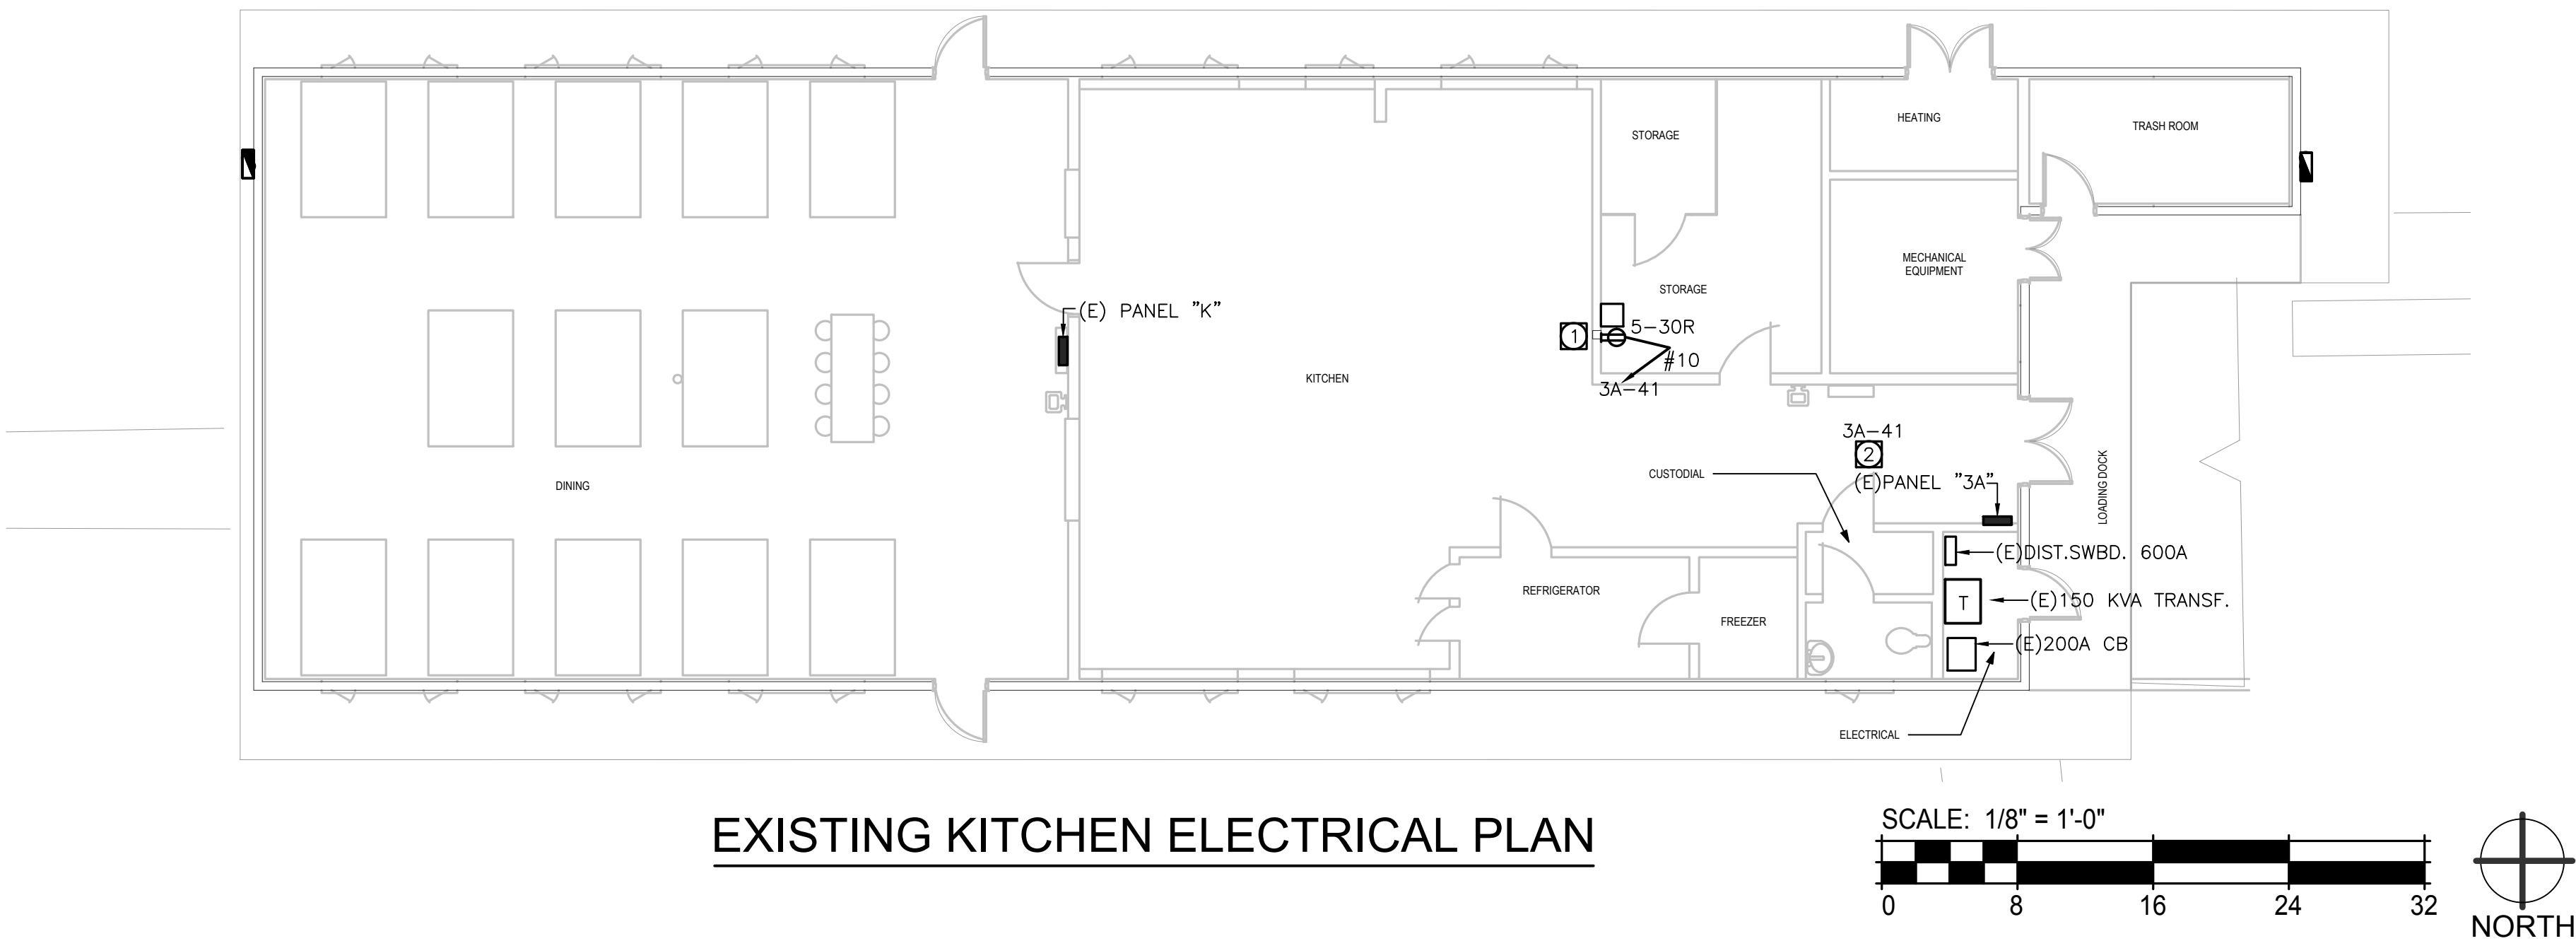 HEATING
STORAGE
TRASH ROOM
MECHANICAL
EQUIPMENT
STORAGE
(E) PANEL "K"
1
5-30R
#10
3A-41
KITCHEN
3A-41
2
CUSTODIAL
(E)PANEL "3A"
DINING
LOADING DOCK
(E)DIST.SWBD. 600A
REFRIGERATOR
T
(E)150 KVA TRANSF.
FREEZER
(E)200A CB
ELECTRICAL
EXISTING KITCHEN ELECTRICAL PLAN
SCALE: 1/8" = 1'-0"
0 8 16 24 32
NORTH